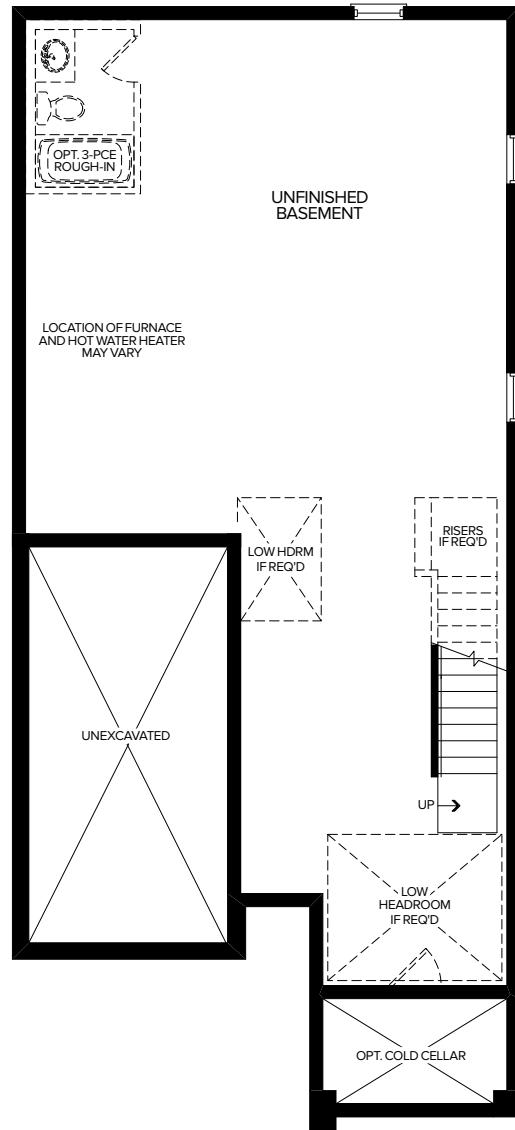 OPT. 3-PCE
ROUGH-IN
UNFINISHED
BASEMENT
LOCATION OF FURNACE
AND HOT WATER HEATER
MAY VARY
RISERS
IF REQ'D
LOW HDRM
IF REQ'D
UNEXCAVATED
UP
LOW
HEADROOM
IF REQ'D
OPT. COLD CELLAR